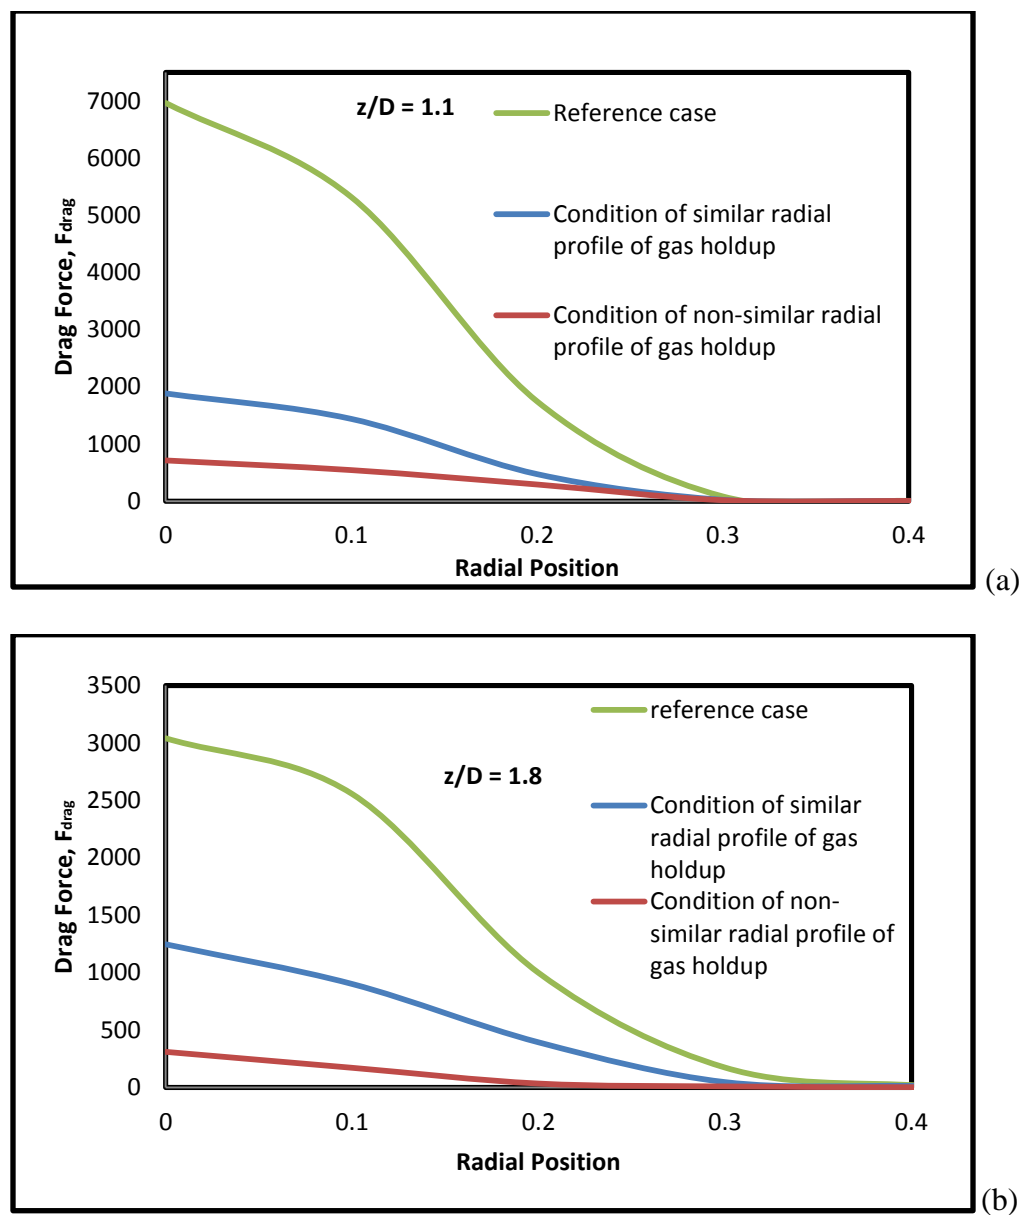 7000
6000
5000
4000
3000
2000
1000
0
Drag Force, Fdrag
z/D = 1.1
Reference case
Condition of similar radial
profile of gas holdup
Condition of non-similar radial
profile of gas holdup
0 0.1 0.2 0.3 0.4
Radial Position
(a)
3500
3000
2500
2000
1500
1000
500
0
Drag Force, Fdrag
z/D = 1.8
reference case
Condition of similar
radial profile of gas
holdup
Condition of non-
similar radial profile of
gas holdup
0 0.1 0.2 0.3 0.4
Radial Position
(b)